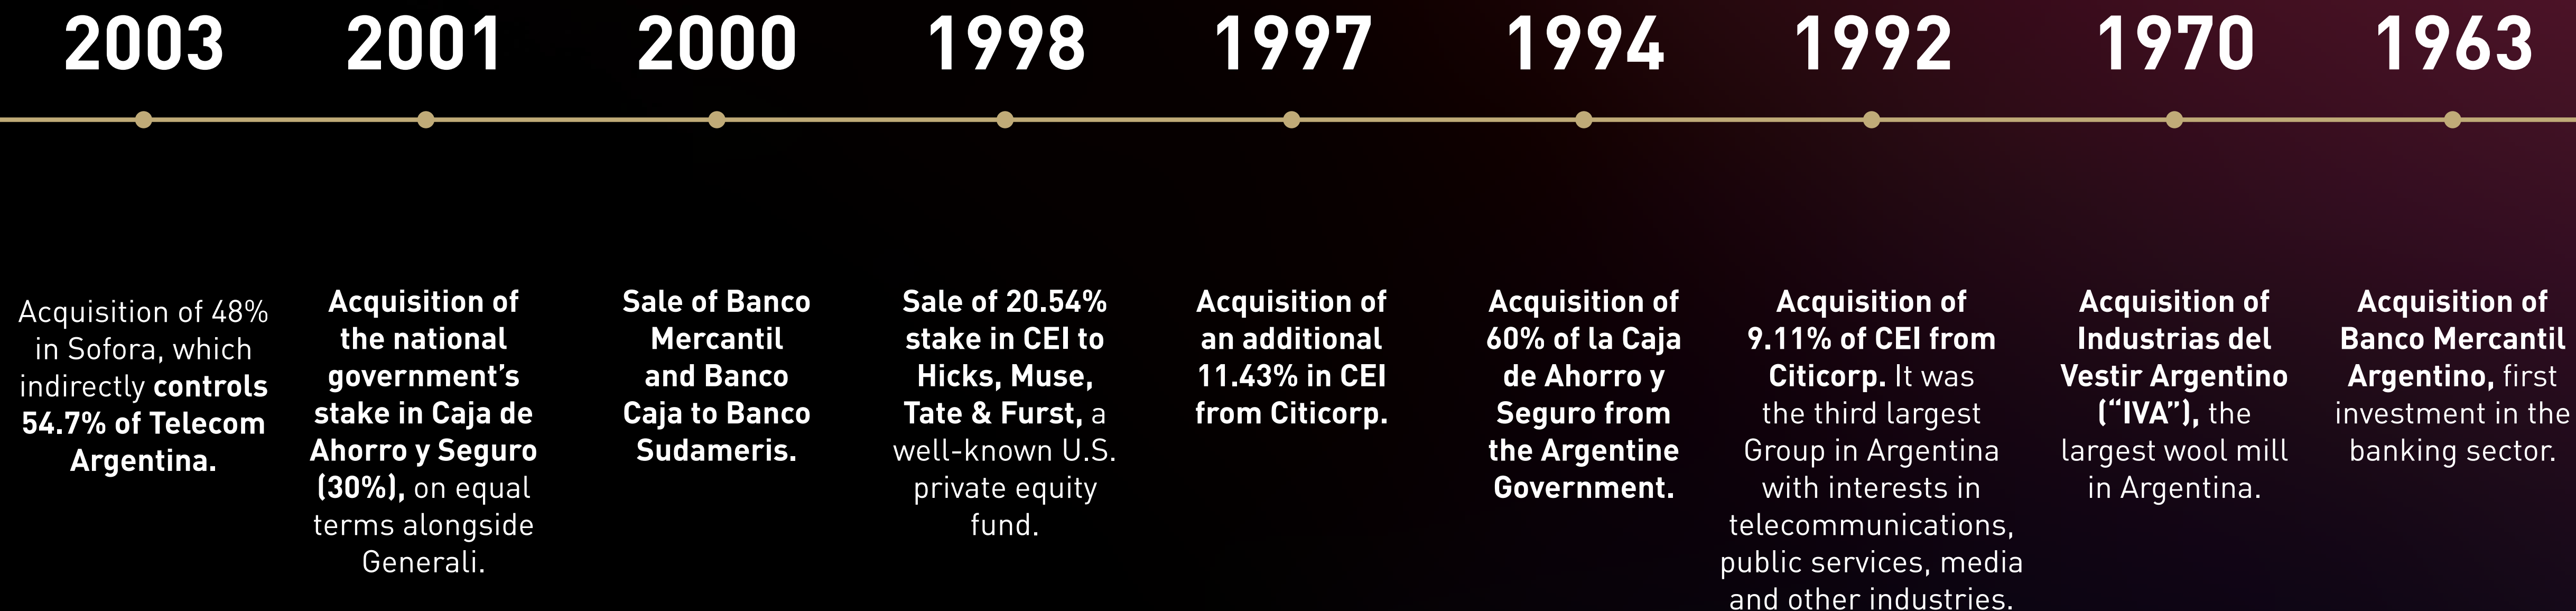 2003
2001
2000
1998
1997
1994
1992
1970
1963
Acquisition of 48%
in Sofora, which
indirectly controls
54.7% of Telecom
Argentina.
Acquisition of
the national
government’s
stake in Caja de
Ahorro y Seguro
(30%), on equal
terms alongside
Generali.
Sale of Banco
Mercantil
and Banco
Caja to Banco
Sudameris.
Sale of 20.54%
stake in CEI to
Hicks, Muse,
Tate & Furst, a
well-known U.S.
private equity
fund.
Acquisition of
an additional
11.43% in CEI
from Citicorp.
Acquisition of
60% of la Caja
de Ahorro y
Seguro from
the Argentine
Government.
Acquisition of
9.11% of CEI from
Citicorp. It was
the third largest
Group in Argentina
with interests in
telecommunications,
public services, media
and other industries.
Acquisition of
Industrias del
Vestir Argentino
(“IVA”), the
largest wool mill
in Argentina.
Acquisition of
Banco Mercantil
Argentino, first
investment in the
banking sector.